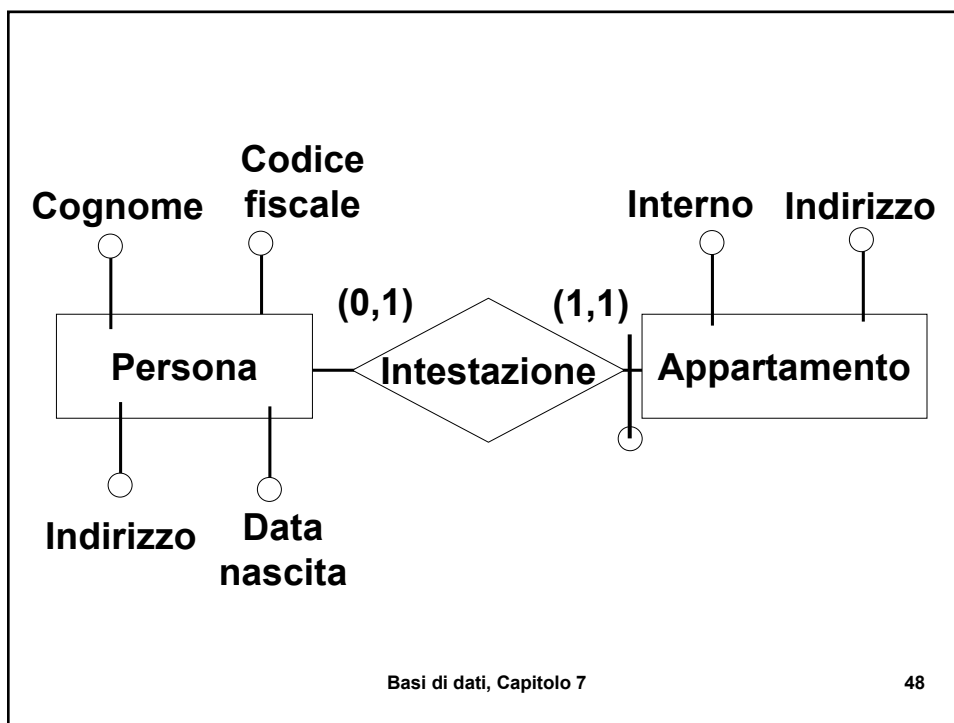 Codice
fiscale
Cognome
Interno
Indirizzo
(0,1)
(1,1)
Persona
Intestazione
Appartamento
Indirizzo
Data
nascita
Basi di dati, Capitolo 7
48